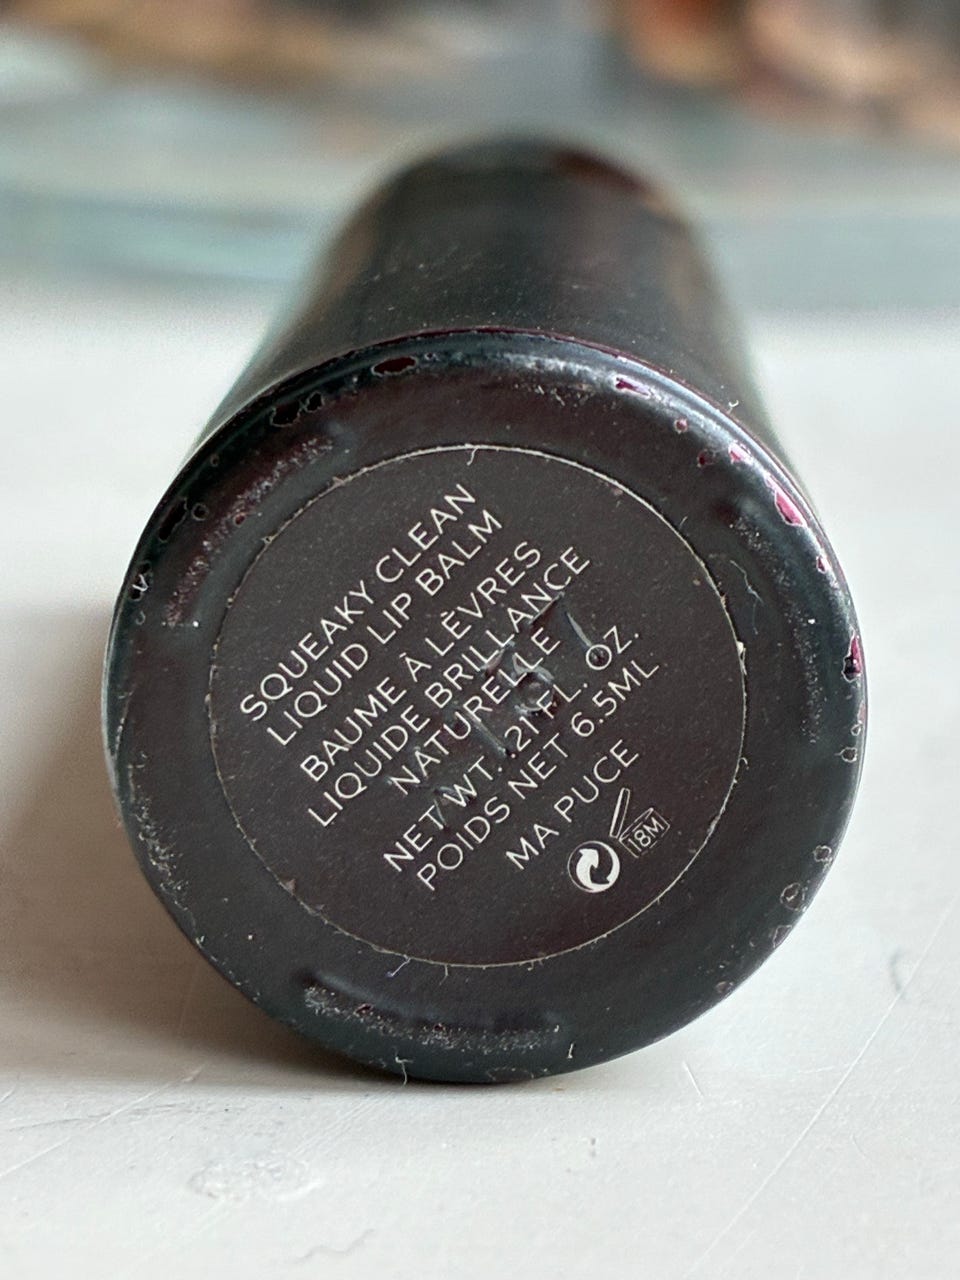 SQUEAKY CLEAN
LIQUID LIP BALM
BAUME À LÈVRES
LIQUIDE BRILLANCE
NATURELLE
NET WT. .21 FL. OZ.
POIDS NET 6.5ML
MA PUCE
18M